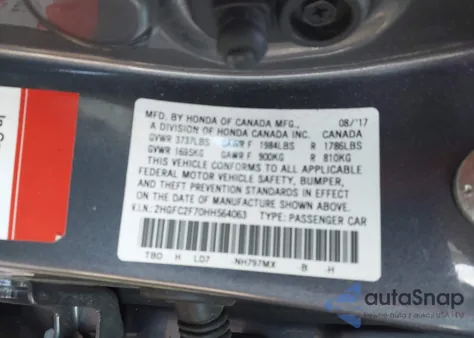 MFD. BY HONDA OF CANADA MFG., 08/'17
A DIVISION OF HONDA CANADA INC. CANADA
GVWR 3737LBS GAWR F 1984LBS R 1786LBS
GVWR 1695KG GAWR F 900KG R 810KG
THIS VEHICLE CONFORMS TO ALL APPLICABLE
FEDERAL MOTOR VEHICLE SAFETY, BUMPER,
AND THEFT PREVENTION STANDARDS IN EFFECT
ON THE DATE OF MANUFACTURE SHOWN ABOVE.
V.I.N.: 2HGFC2F70HH564063 TYPE: PASSENGER CAR
TBD H LD7 -NH797MX -B -H
autoSnap